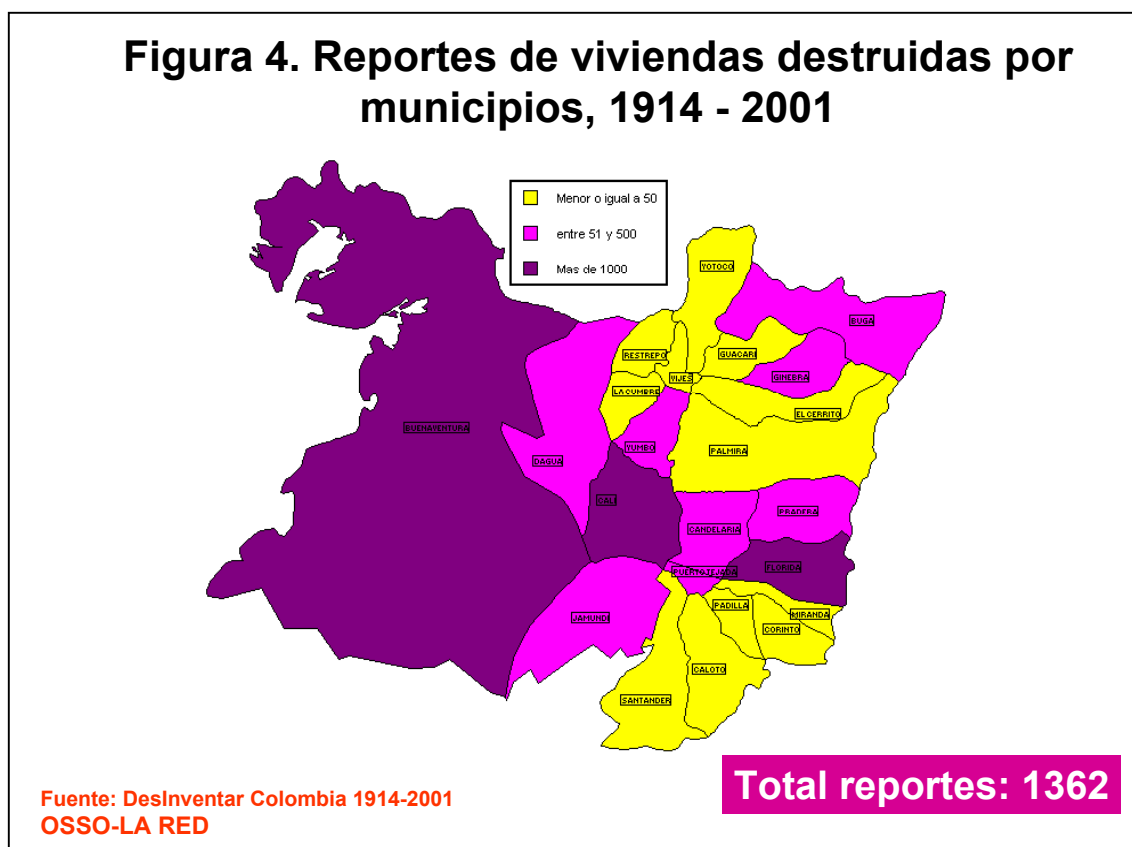 Figura 4. Reportes de viviendas destruidas por
municipios, 1914 - 2001
Menor o igual a 50
entre 51 y 500
Mas de 1000
YOTOCO
BUGA
RESTREPO
GUACARI
VIJES
GINEBRA
LA CUMBRE
EL CERRITO
BUENAVENTURA
YUMBO
PALMIRA
DAGUA
CALI
PRADERA
CANDELARIA
FLORIDA
PUERTO TEJADA
PADILLA
MIRANDA
JAMUNDI
CORINTO
CALOTO
SANTANDER
Total reportes: 1362
Fuente: DesInventar Colombia 1914-2001
OSSO-LA RED